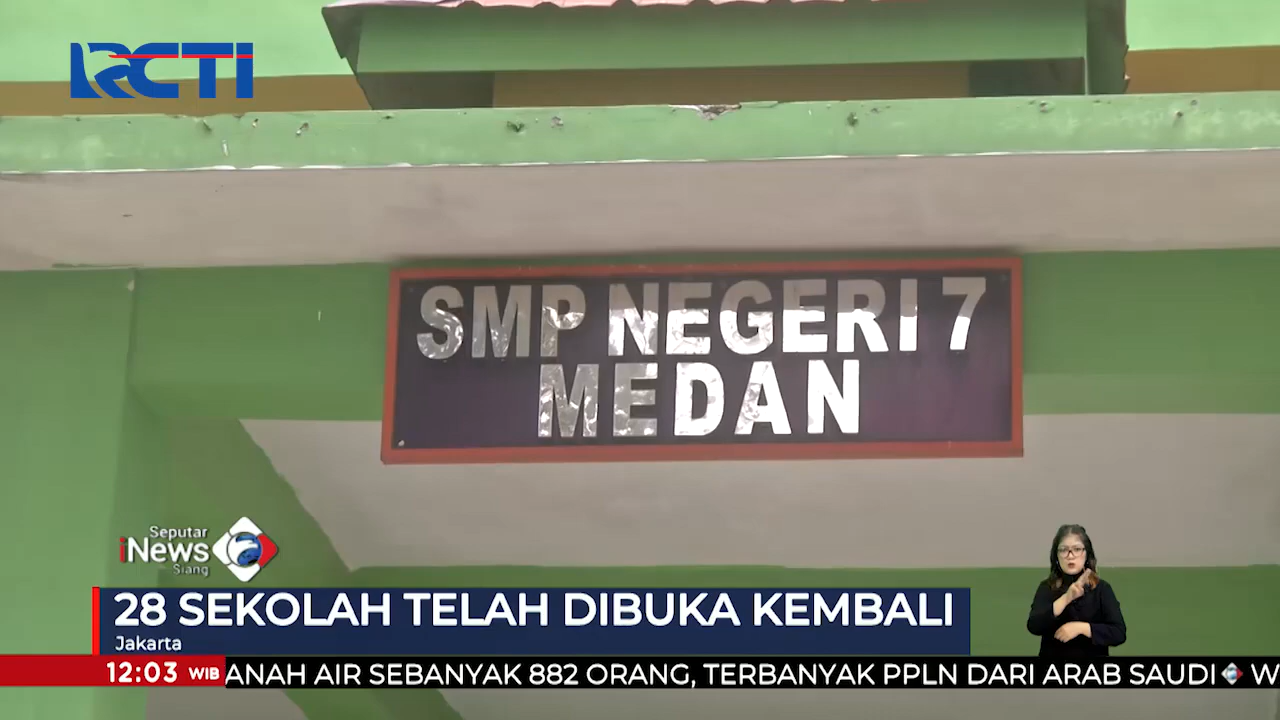 RCTI
SMP NEGERI 7
MEDAN
Seputar
iNews
Siang
28 SEKOLAH TELAH DIBUKA KEMBALI
Jakarta
12:03 WIB
ANAH AIR SEBANYAK 882 ORANG, TERBANYAK PPLN DARI ARAB SAUDI W